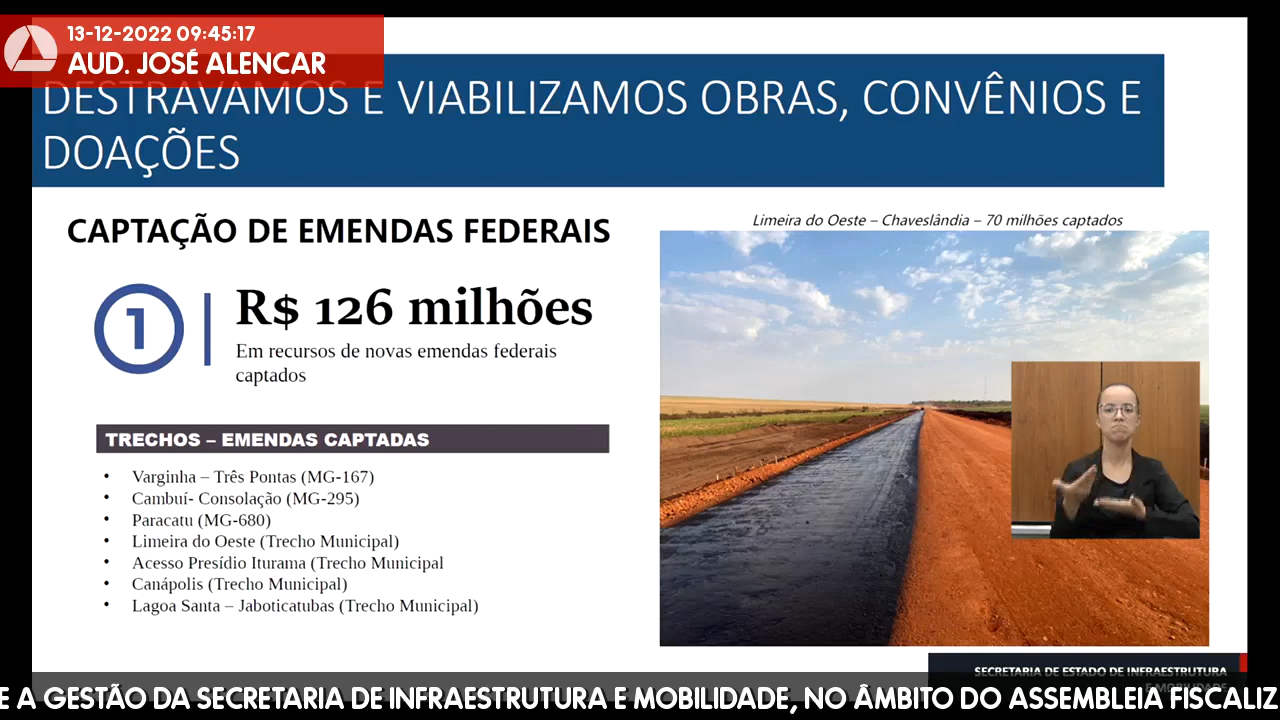 13-12-2022 09:45:17
AUD. JOSÉ ALENCAR
DESTRAVAMOS E VIABILIZAMOS OBRAS, CONVÊNIOS E
DOAÇÕES
CAPTAÇÃO DE EMENDAS FEDERAIS
1
R$ 126 milhões
Em recursos de novas emendas federais
captados
TRECHOS – EMENDAS CAPTADAS
• Varginha – Três Pontas (MG-167)
• Cambuí- Consolação (MG-295)
• Paracatu (MG-680)
• Limeira do Oeste (Trecho Municipal)
• Acesso Presídio Iturama (Trecho Municipal
• Canápolis (Trecho Municipal)
• Lagoa Santa – Jaboticatubas (Trecho Municipal)
Limeira do Oeste – Chaveslândia – 70 milhões captados
SECRETARIA DE ESTADO DE INFRAESTRUTURA
E MOBILIDADE
E A GESTÃO DA SECRETARIA DE INFRAESTRUTURA E MOBILIDADE, NO ÂMBITO DO ASSEMBLEIA FISCALIZ